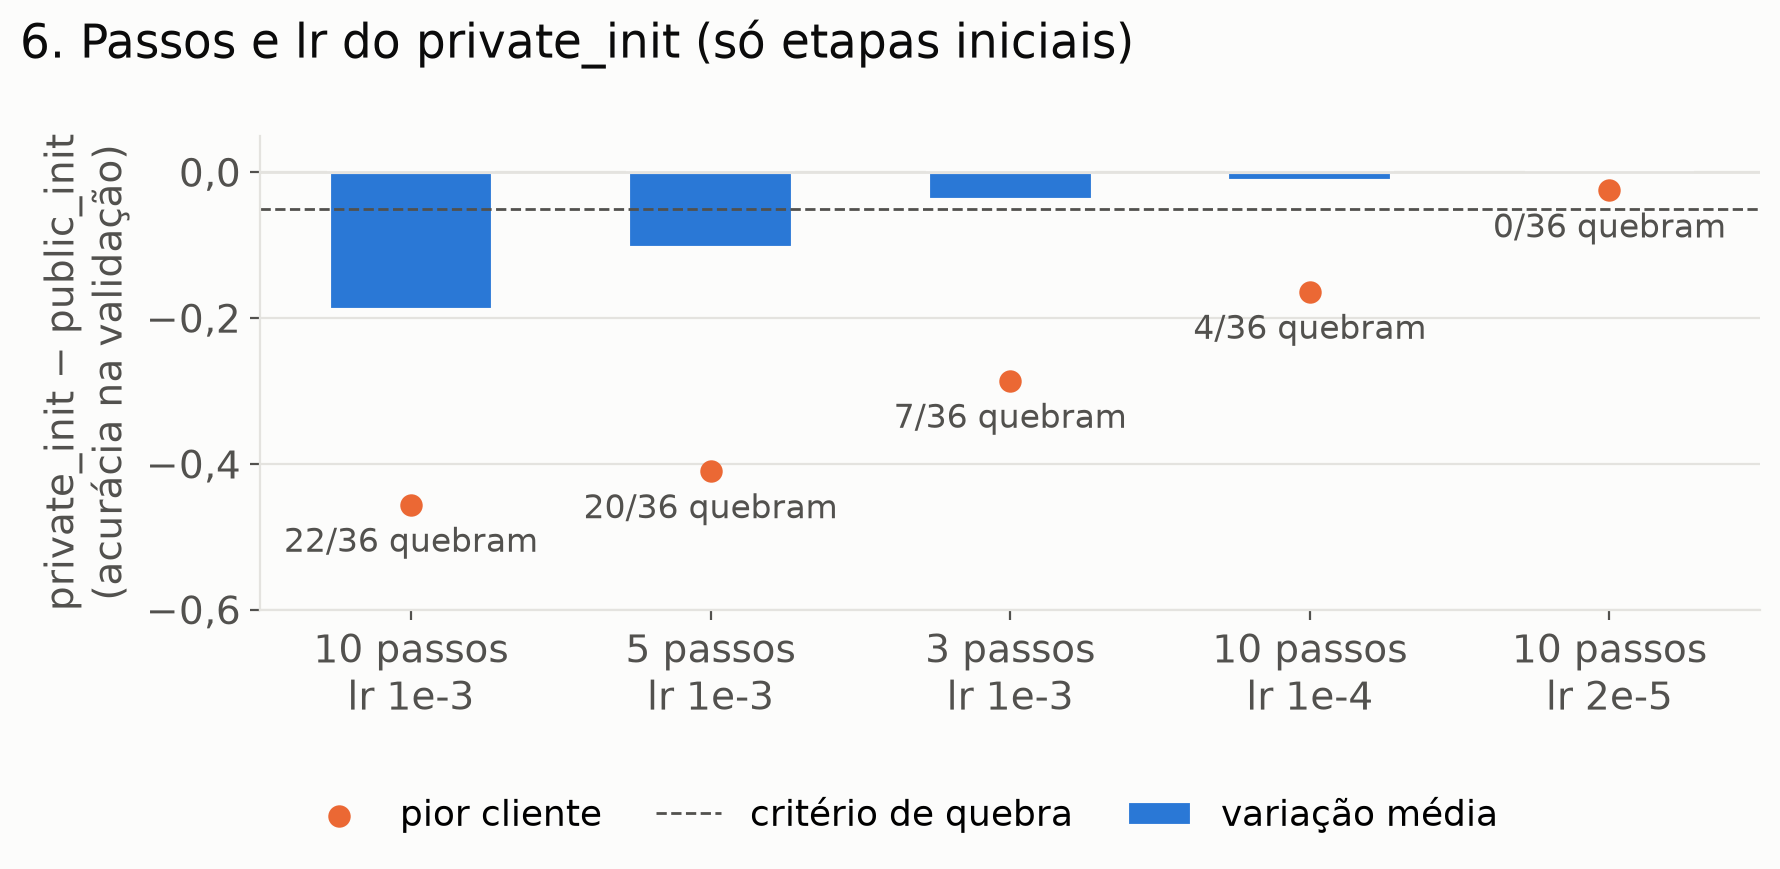 6. Passos e lr do private_init (só etapas iniciais)
private_init − public_init
(acurácia na validação)
0,0
−0,2
−0,4
−0,6
22/36 quebram
20/36 quebram
7/36 quebram
4/36 quebram
0/36 quebram
10 passos
lr 1e-3
5 passos
lr 1e-3
3 passos
lr 1e-3
10 passos
lr 1e-4
10 passos
lr 2e-5
pior cliente
critério de quebra
variação média